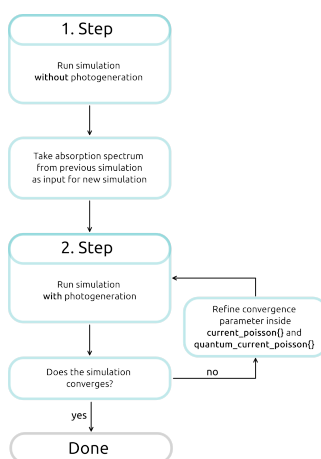 1. Step
Run simulation
without photogeneration
Take absorption spectrum
from previous simulation
as input for new simulation
2. Step
Run simulation
with photogeneration
Refine convergence
parameter inside
current_poisson{} and
quantum_current_poisson{}
Does the simulation
converges?
no
yes
Done